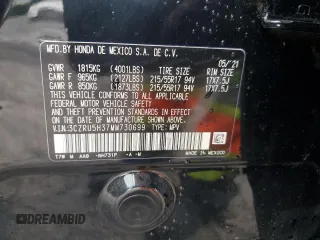 MFD. BY HONDA DE MEXICO S.A. DE C.V.
05/'21
GVWR 1815KG (4001LBS) TIRE SIZE RIM SIZE
GAWR F 965KG (2127LBS) 215/55R17 94V 17X7.5J
GAWR R 850KG (1873LBS) 215/55R17 94V 17X7.5J
THIS VEHICLE CONFORMS TO ALL APPLICABLE
FEDERAL MOTOR VEHICLE SAFETY AND
THEFT PREVENTION STANDARDS IN EFFECT ON
THE DATE OF MANUFACTURE SHOWN ABOVE.
V.I.N:3CZRU5H37MM730699 TYPE:MPV
MADE IN MEXICO
DREAMBID